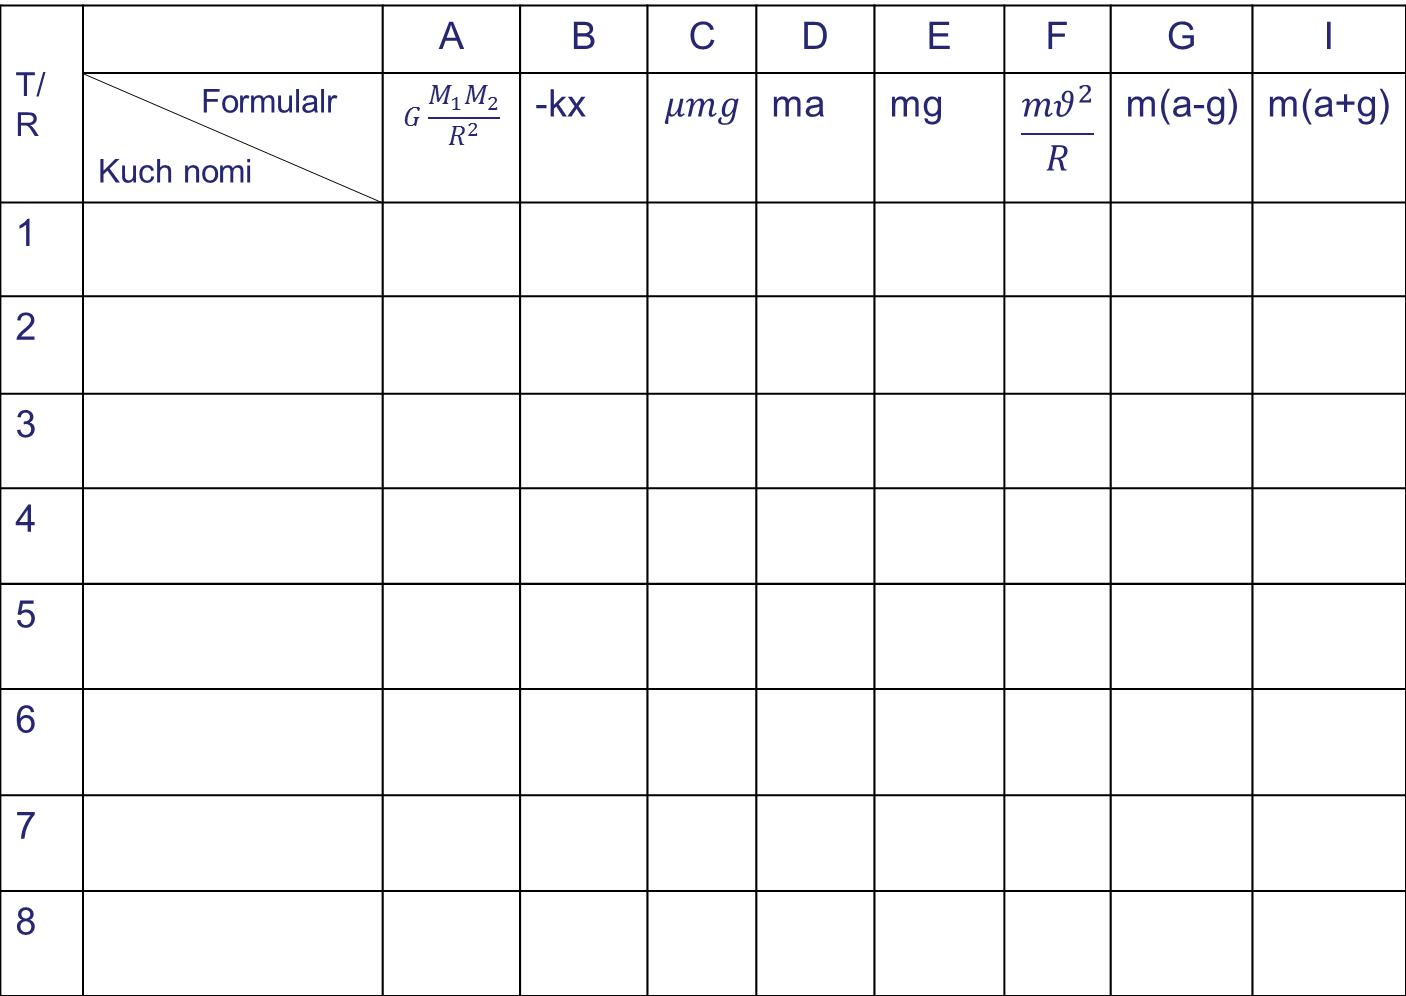 A B C D E F G I
T/
R
Formulalr
Kuch nomi
G M₁M₂/R² -kx μmg ma mg mϑ²/R m(a-g) m(a+g)
1
2
3
4
5
6
7
8